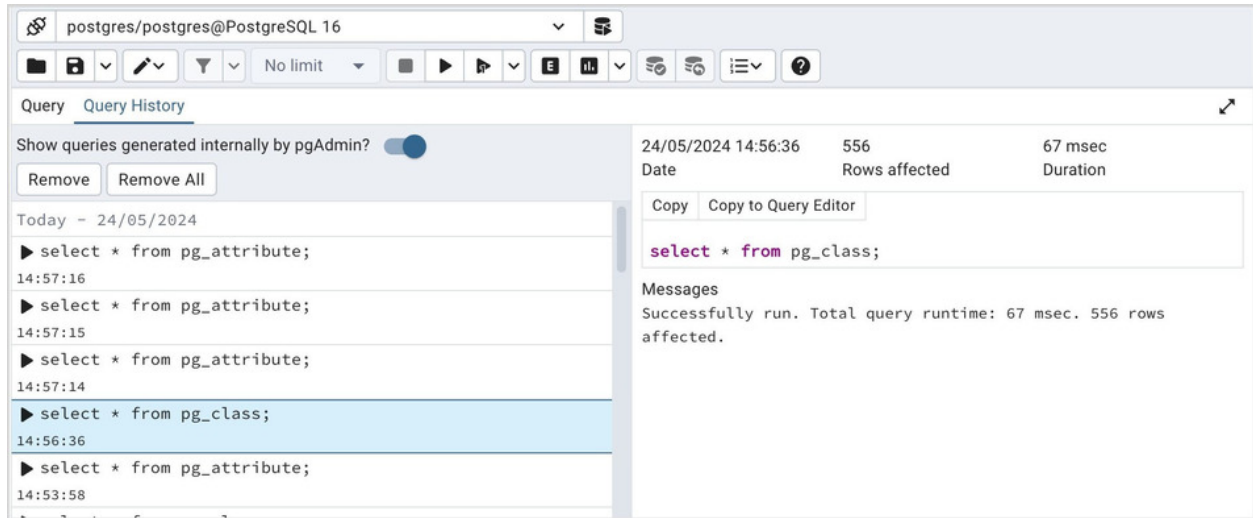 postgres/postgres@PostgreSQL 16
No limit
E
Query Query History
Show queries generated internally by pgAdmin?
Remove Remove All
Today - 24/05/2024
select * from pg_attribute;
14:57:16
select * from pg_attribute;
14:57:15
select * from pg_attribute;
14:57:14
select * from pg_class;
14:56:36
select * from pg_attribute;
14:53:58
24/05/2024 14:56:36 556 67 msec
Date Rows affected Duration
Copy Copy to Query Editor
select * from pg_class;
Messages
Successfully run. Total query runtime: 67 msec. 556 rows
affected.